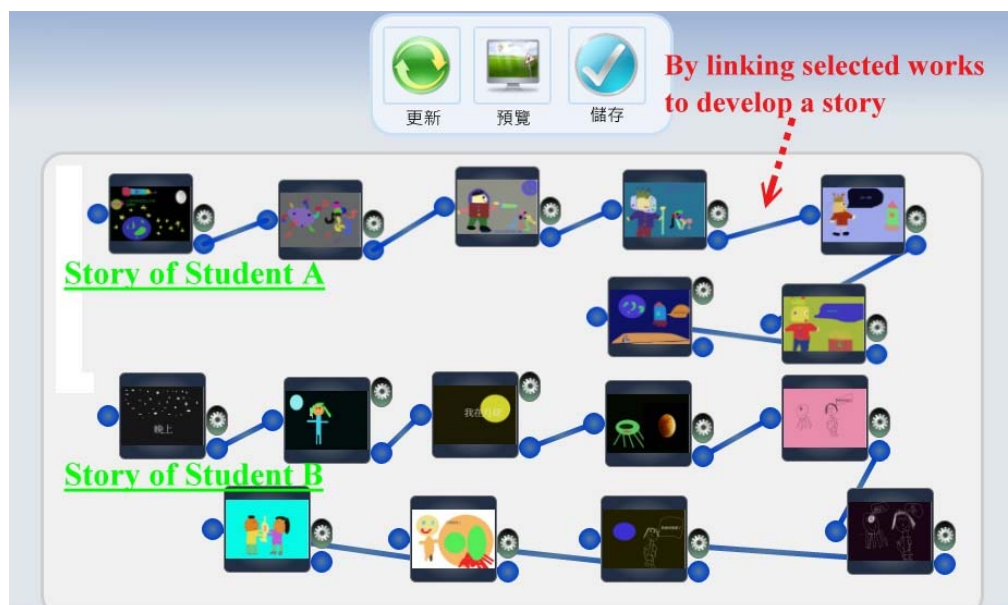 更新
預覽
儲存
By linking selected works
to develop a story
Story of Student A
晚上
Story of Student B